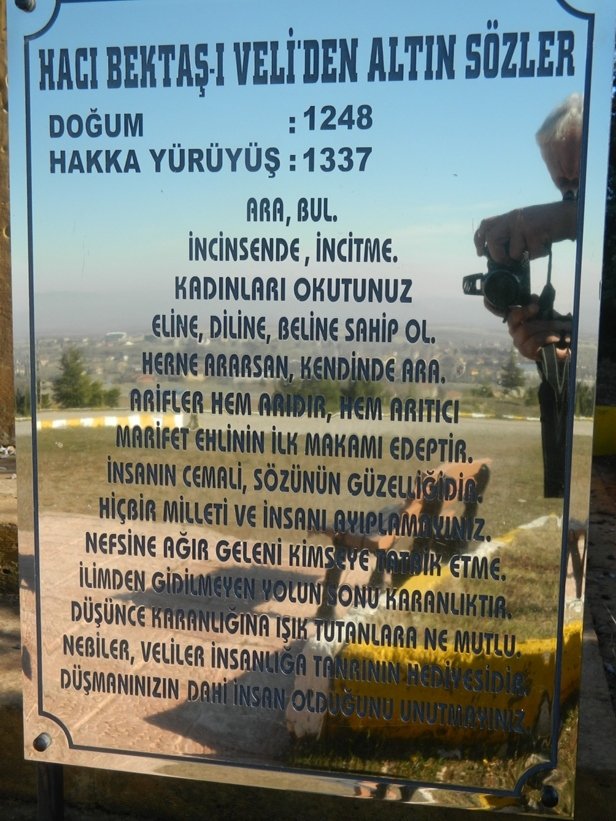 HACI BEKTAŞ-I VELİ'DEN ALTIN SÖZLER
DOĞUM : 1248
HAKKA YÜRÜYÜŞ : 1337
ARA, BUL.
İNCİNSENDE, İNCİTME.
KADINLARI OKUTUNUZ
ELİNE, DİLİNE, BELİNE SAHİP OL.
HERNE ARARSAN, KENDİNDE ARA.
ARİFLER HEM ARIDIR, HEM ARITICI
MARİFET EHLİNİN İLK MAKAMI EDEPTİR.
İNSANIN CEMALİ, SÖZÜNÜN GÜZELLİĞİDİR.
HİÇBİR MİLLETİ VE İNSANI AYIPLAMAYINIZ.
NEFSİNE AĞIR GELENİ KİMSEYE TATBİK ETME.
İLİMDEN GİDİLMEYEN YOLUN SONU KARANLIKTIR.
DÜŞÜNCE KARANLIĞINA IŞIK TUTANLARA NE MUTLU.
NEBİLER, VELİLER İNSANLIĞA TANRININ HEDİYESİDİR.
DÜŞMANINIZIN DAHİ İNSAN OLDUĞUNU UNUTMAYINIZ.